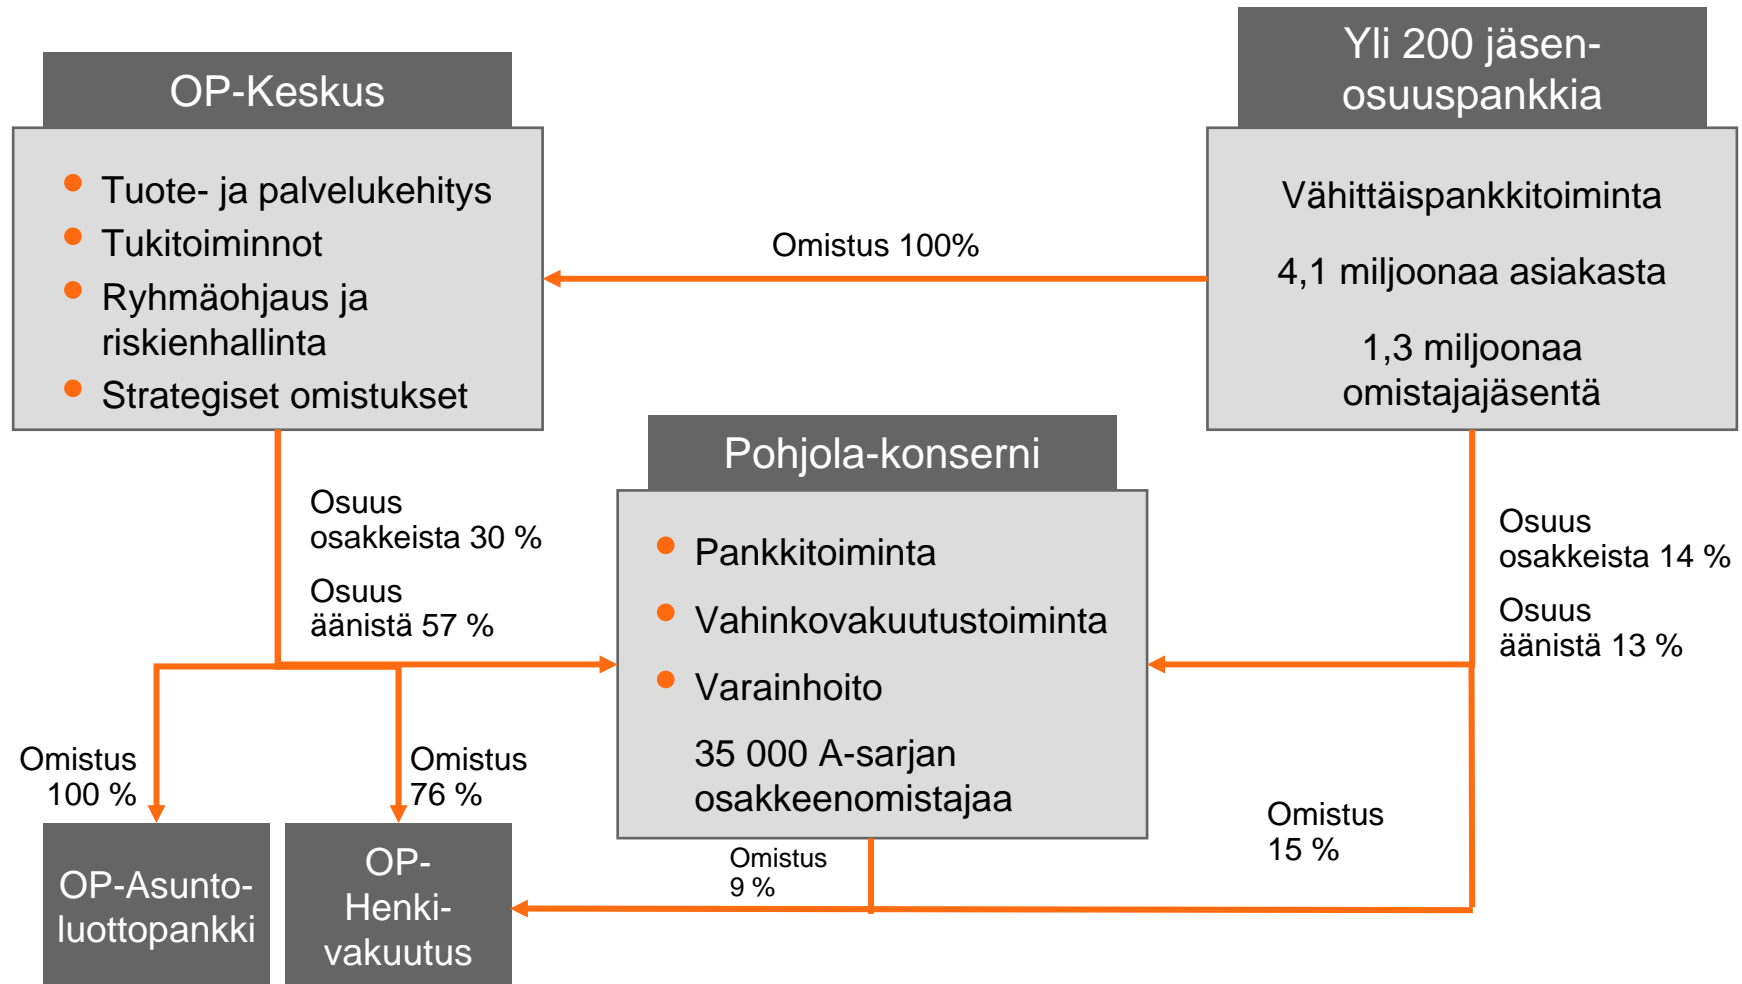 OP-Keskus
Tuote- ja palvelukehitys
Tukitoiminnot
Ryhmäohjaus ja
riskienhallinta
Strategiset omistukset
Omistus 100%
Yli 200 jäsen-
osuuspankkia
Vähittäispankkitoiminta
4,1 miljoonaa asiakasta
1,3 miljoonaa
omistajajäsentä
Osuus
osakkeista 30 %
Osuus
äänistä 57 %
Pohjola-konserni
Pankkitoiminta
Vahinkovakuutustoiminta
Varainhoito
35 000 A-sarjan
osakkeenomistajaa
Osuus
osakkeista 14 %
Osuus
äänistä 13 %
Omistus
100 %
Omistus
76 %
Omistus
9 %
Omistus
15 %
OP-Asunto-
luottopankki
OP-
Henki-
vakuutus